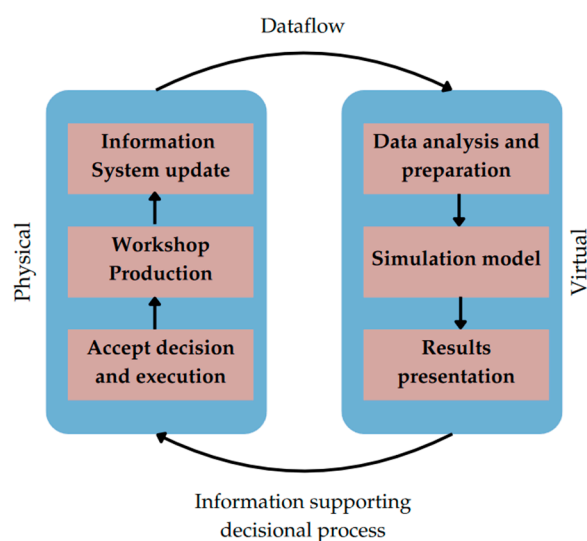 Dataflow
Physical
Information
System update
Workshop
Production
Accept decision
and execution
Data analysis and
preparation
Simulation model
Results
presentation
Virtual
Information supporting
decisional process